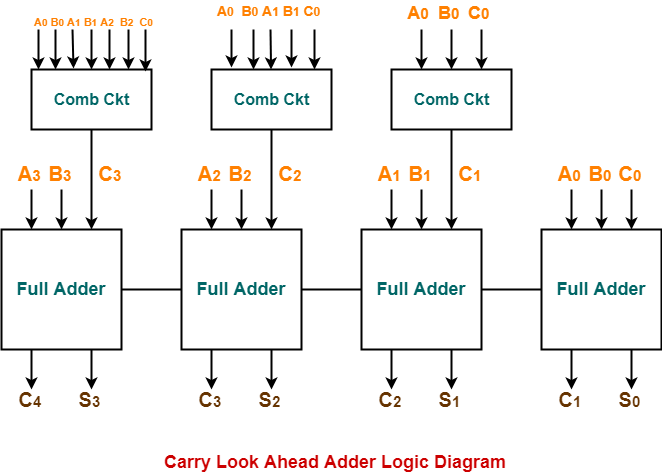 A0 B0 A1 B1 A2 B2 C0
A0 B0 A1 B1 C0
A0 B0 C0
Comb Ckt
Comb Ckt
Comb Ckt
A3 B3 C3
A2 B2 C2
A1 B1 C1
A0 B0 C0
Full Adder
Full Adder
Full Adder
Full Adder
C4 S3
C3 S2
C2 S1
C1 S0
Carry Look Ahead Adder Logic Diagram